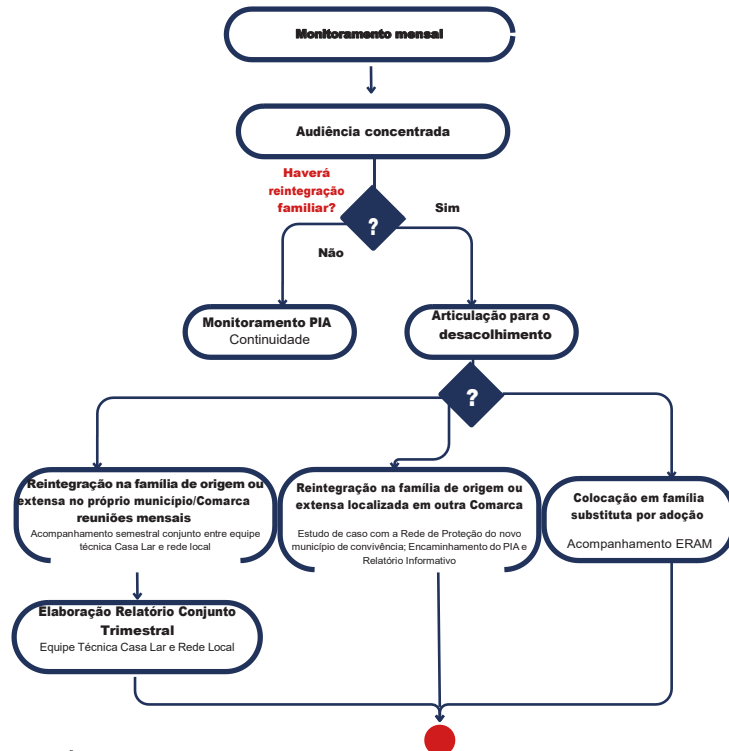 Monitoramento mensal
Audiência concentrada
Haverá
reintegração
familiar?
?
Sim
Não
Monitoramento PIA
Continuidade
Articulação para o
desacolhimento
?
Reintegração na família de origem ou
extensa no próprio município/Comarca
reuniões mensais
Acompanhamento semestral conjunto entre equipe
técnica Casa Lar e rede local
Reintegração na família de origem ou
extensa localizada em outra Comarca
Estudo de caso com a Rede de Proteção do novo
município de convivência; Encaminhamento do PIA e
Relatório Informativo
Colocação em família
substituta por adoção
Acompanhamento ERAM
Elaboração Relatório Conjunto
Trimestral
Equipe Técnica Casa Lar e Rede Local